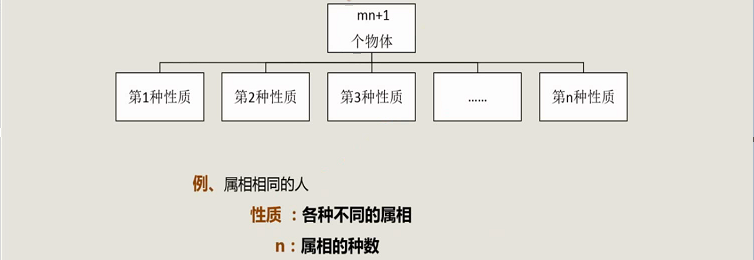 mn+1
个物体
第1种性质
第2种性质
第3种性质
……
第n种性质
例、属相相同的人
性质 ：各种不同的属相
n：属相的种数